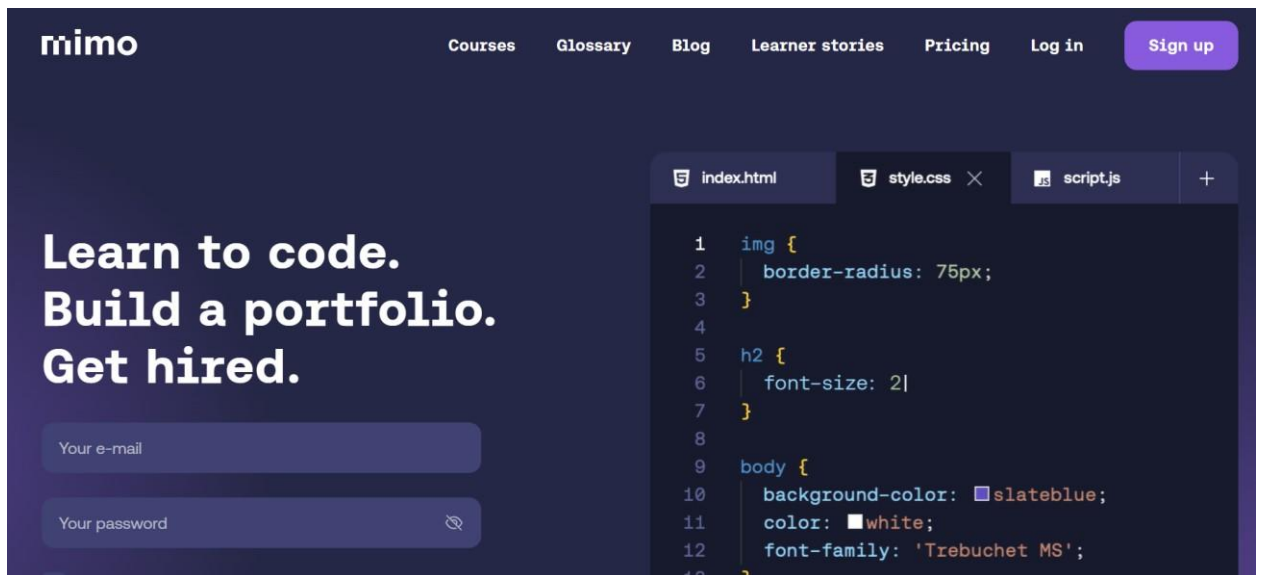 mimo
Courses Glossary Blog Learner stories Pricing Log in Sign up
Learn to code.
Build a portfolio.
Get hired.
Your e-mail
Your password
index.html style.css script.js +
1 img {
2 border-radius: 75px;
3 }
4
5 h2 {
6 font-size: 2
7 }
8
9 body {
10 background-color: slateblue;
11 color: white;
12 font-family: 'Trebuchet MS';